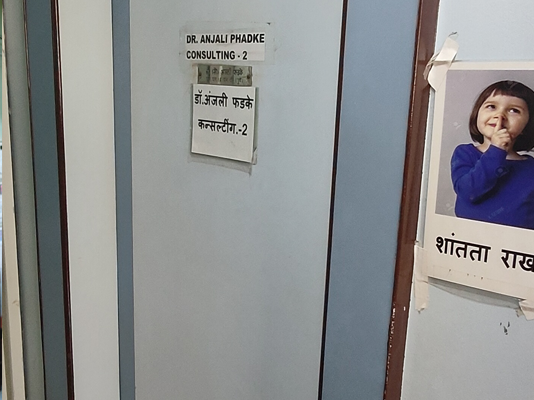 DR. ANJALI PHADKE
CONSULTING - 2
डॉ.अंजली फडके
कन्सल्टींग.-2
शांतता राख